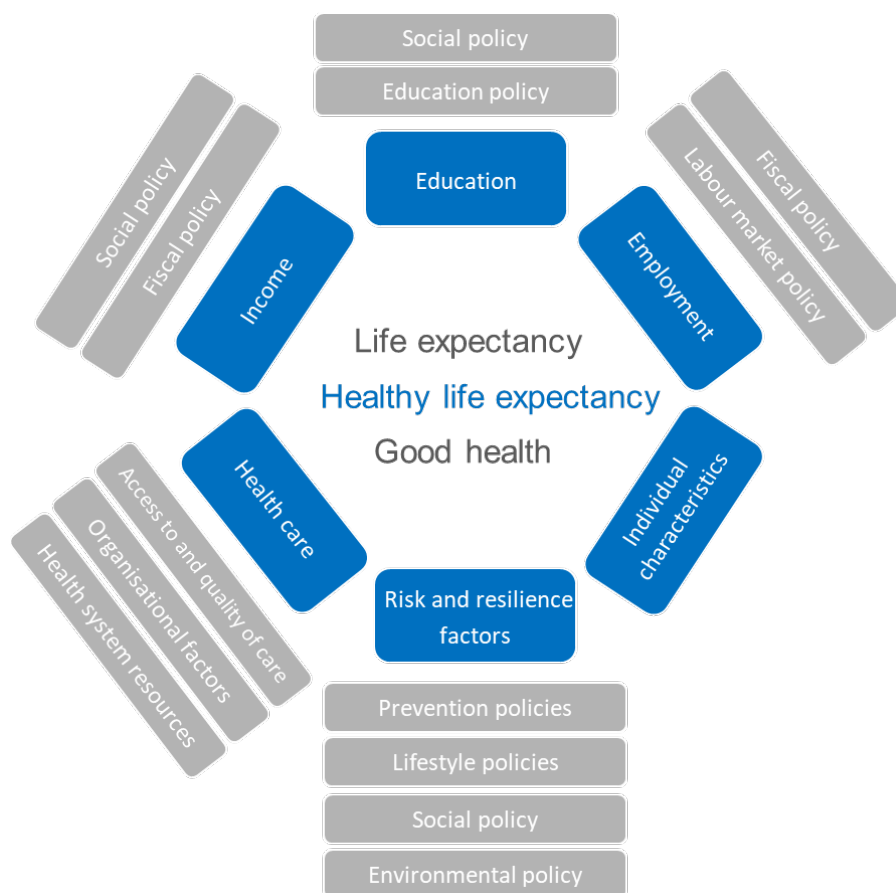 Social policy
Education policy
Education
Social policy
Fiscal policy
Income
Fiscal policy
Labour market policy
Employment
Life expectancy
Healthy life expectancy
Good health
Health care
Access to and quality of care
Organisational factors
Health system resources
Individual
characteristics
Risk and resilience
factors
Prevention policies
Lifestyle policies
Social policy
Environmental policy